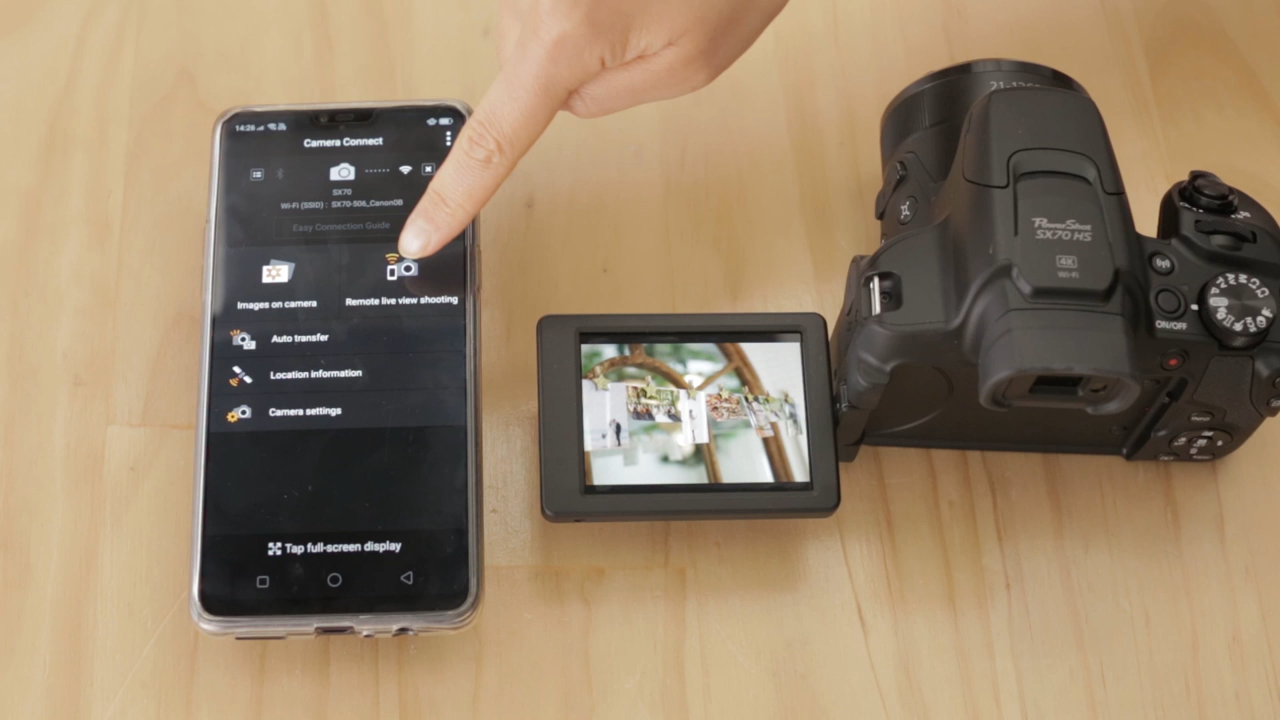 14:26
Camera Connect
SX70
Wi-Fi (SSID) : SX70-506_Canon0B
Easy Connection Guide
Images on camera
Remote live view shooting
Auto transfer
Location information
Camera settings
Tap full-screen display
PowerShot
SX70 HS
4K
Wi-Fi
ON/OFF